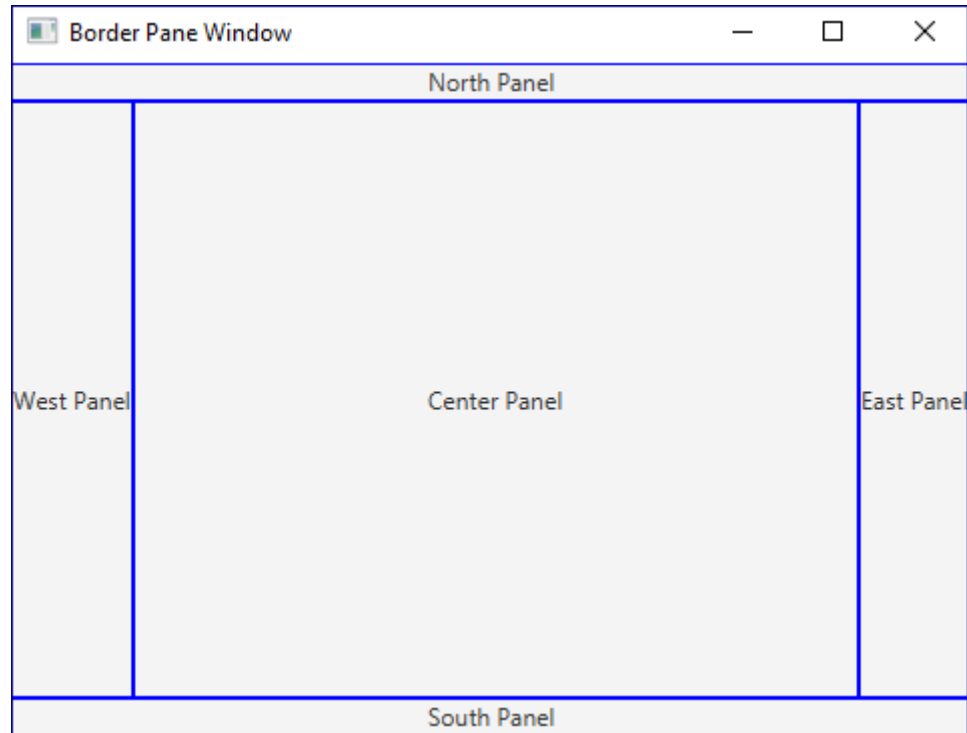 Border Pane Window
North Panel
West Panel
Center Panel
East Panel
South Panel